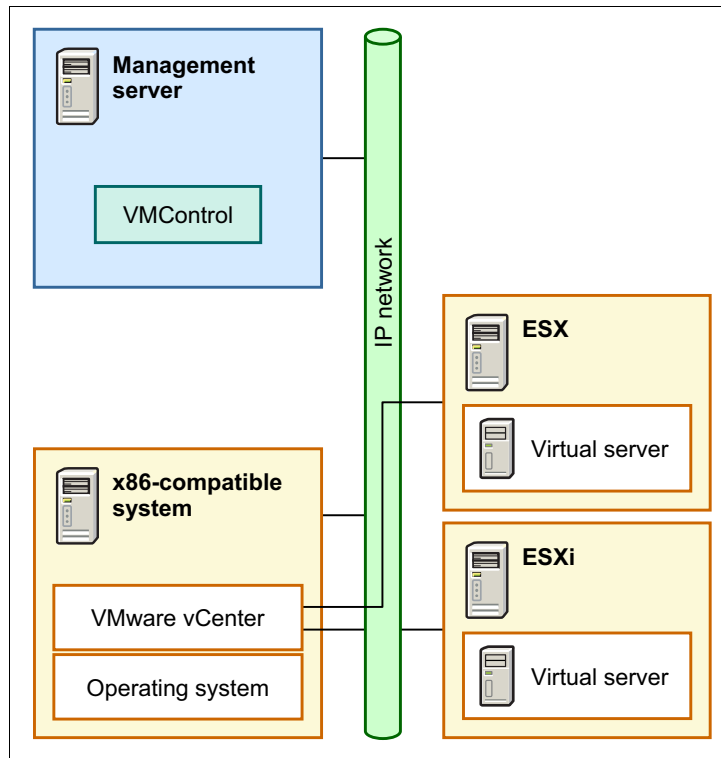 Management
server
VMControl
IP network
ESX
Virtual server
x86-compatible
system
VMware vCenter
Operating system
ESXi
Virtual server